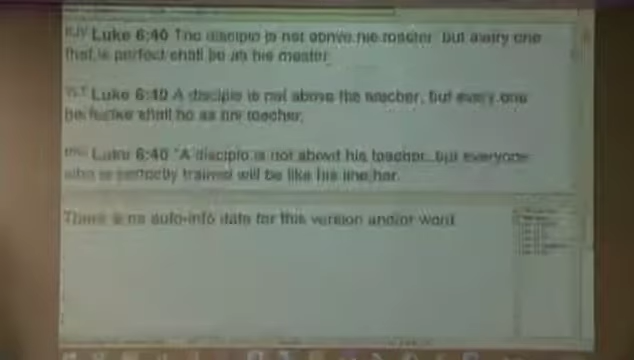 KJV Luke 6:40 The disciple is not above his master but every one
that is perfect shall be as his master
Luke 6:40 A disciple is not above the teacher, but every one
shall be as his teacher,
Luke 6:40 "A disciple is not above his teacher, but everyone
who is perfectly trained will be like his teacher.
There is no auto-info data for this version and/or word